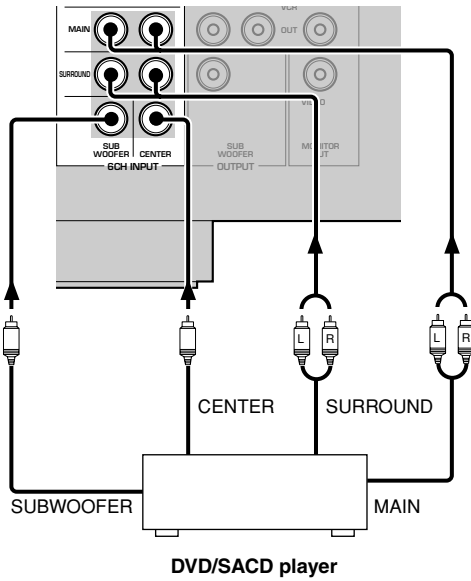 VCR
MAIN
OUT
SURROUND
VIDEO
SUB
WOOFER
CENTER
SUB
WOOFER
MONITOR
OUT
6CH INPUT
OUTPUT
L
R
L
R
CENTER
SURROUND
SUBWOOFER
MAIN
DVD/SACD player